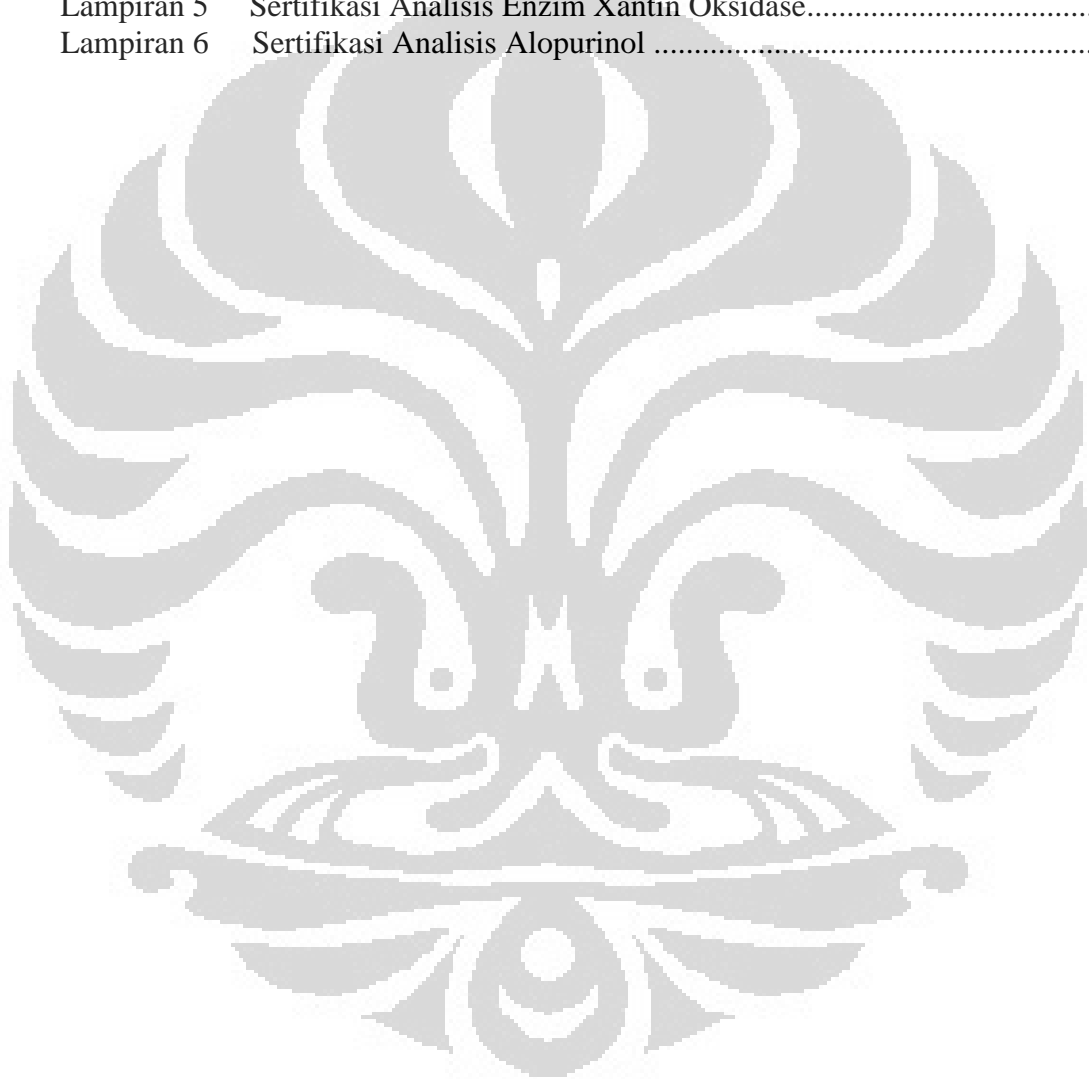 Lampiran 5 Sertifikasi Analisis Enzim Xantin Oksidase....................................
Lampiran 6 Sertifikasi Analisis Alopurinol .........................................................